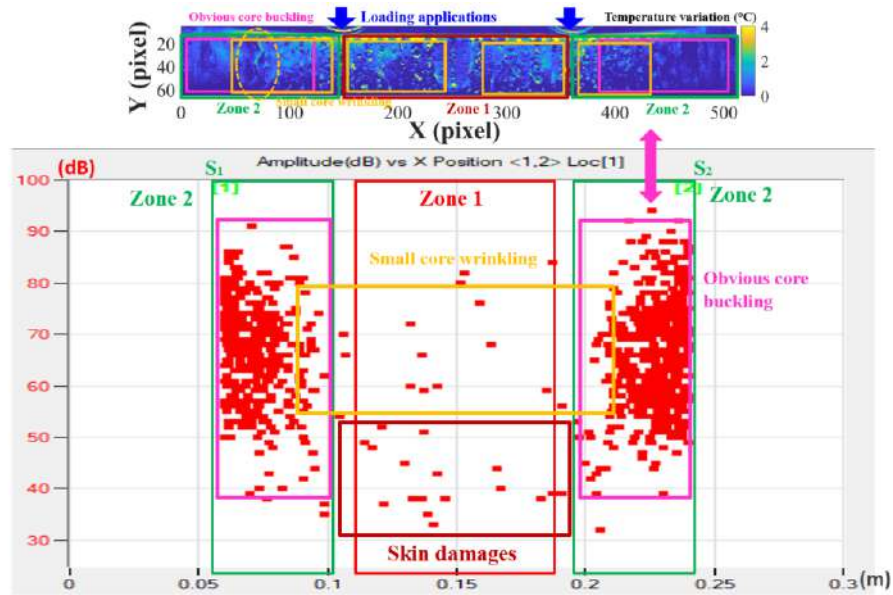 Obvious core buckling
Loading applications
Temperature variation (°C)
Y (pixel)
20
40
60
4
2
0
Zone 2
Small core wrinkling
Zone 1
Zone 2
0
100
200
300
400
500
X (pixel)
(dB)
S₁
Amplitude(dB) vs X Position <1,2> Loc[1]
S₂
[1]
[2]
100
90
80
70
60
50
40
30
Zone 2
Zone 1
Zone 2
Small core wrinkling
Obvious core
buckling
Skin damages
0
0.05
0.1
0.15
0.2
0.25
0.3
(m)